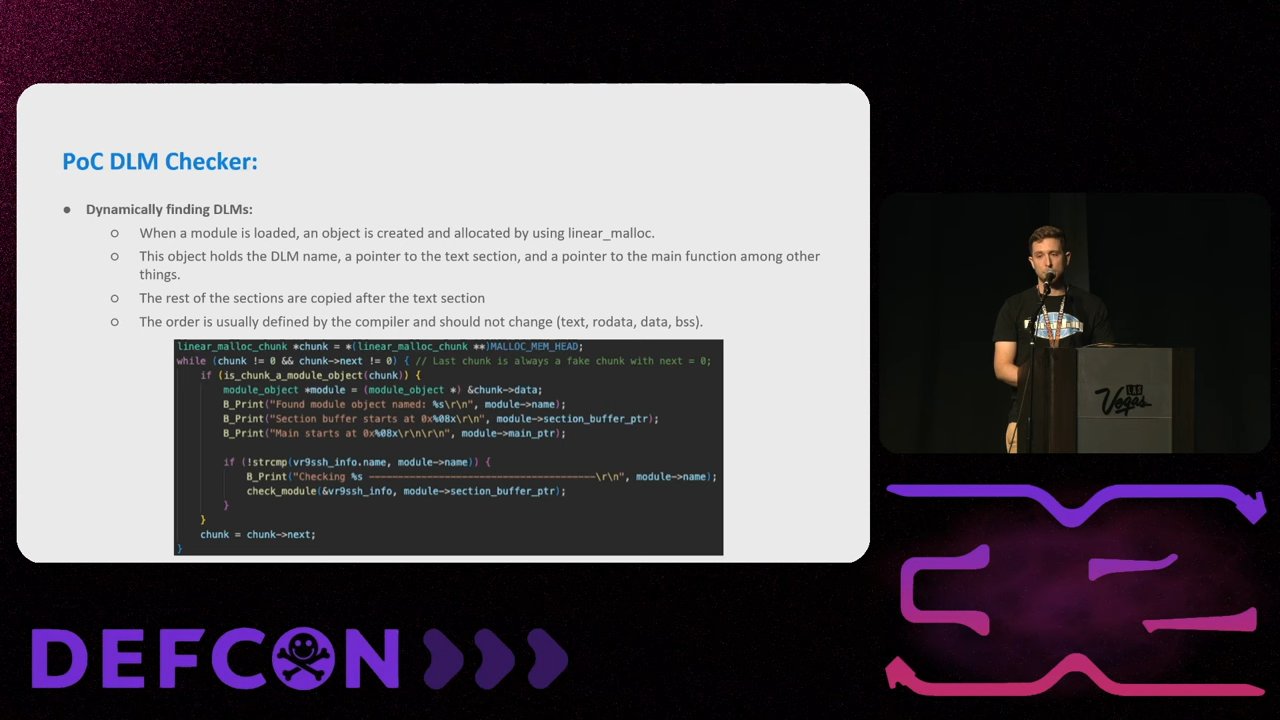 PoC DLM Checker:
● Dynamically finding DLMs:
○ When a module is loaded, an object is created and allocated by using linear_malloc.
○ This object holds the DLM name, a pointer to the text section, and a pointer to the main function among other
things.
○ The rest of the sections are copied after the text section
○ The order is usually defined by the compiler and should not change (text, rodata, data, bss).
linear_malloc_chunk *chunk = *(linear_malloc_chunk **)MALLOC_MEM_HEAD;
while (chunk != 0 && chunk->next != 0) { // Last chunk is always a fake chunk with next = 0;
if (is_chunk_a_module_object(chunk)) {
module_object *module = (module_object *) &chunk->data;
B_Print("Found module object named: %s\r\n", module->name);
B_Print("Section buffer starts at 0x%08x\r\n", module->section_buffer_ptr);
B_Print("Main starts at 0x%08x\r\n\r\n", module->main_ptr);
if (!strcmp(vr9ssh_info.name, module->name)) {
B_Print("Checking %s ----------------------------------------\r\n", module->name);
check_module(&vr9ssh_info, module->section_buffer_ptr);
}
}
chunk = chunk->next;
}
Las
Vegas
DEFCON